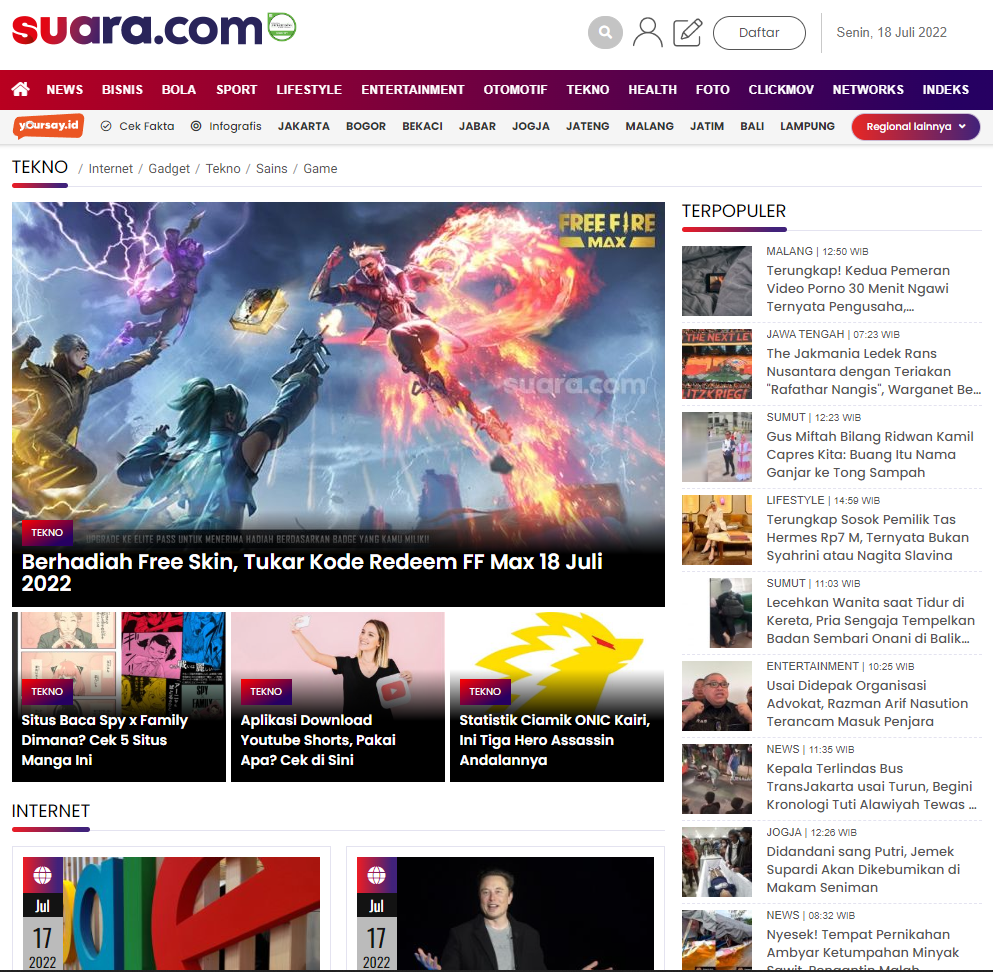 suara.com
Daftar
Senin, 18 Juli 2022
NEWS BISNIS BOLA SPORT LIFESTYLE ENTERTAINMENT OTOMOTIF TEKNO HEALTH FOTO CLICKMOV NETWORKS INDEKS
yOursay.id Cek Fakta Infografis JAKARTA BOGOR BEKACI JABAR JOGJA JATENG MALANG JATIM BALI LAMPUNG Regional lainnya
TEKNO / Internet / Gadget / Tekno / Sains / Game
FREE FIRE
MAX
suara.com
UPGRADE KE ELITE PASS UNTUK MENERIMA HADIAH BERDASARKAN BADGE YANG KAMU MILIKI!
TEKNO
Berhadiah Free Skin, Tukar Kode Redeem FF Max 18 Juli
2022
SPY
FAMILY
TEKNO
Situs Baca Spy x Family
Dimana? Cek 5 Situs
Manga Ini
TEKNO
Aplikasi Download
Youtube Shorts, Pakai
Apa? Cek di Sini
TEKNO
Statistik Ciamik ONIC Kairi,
Ini Tiga Hero Assassin
Andalannya
INTERNET
Jul
17
2022
Jul
17
2022
TERPOPULER
MALANG | 12:50 WIB
Terungkap! Kedua Pemeran
Video Porno 30 Menit Ngawi
Ternyata Pengusaha,...
THE NEXT LE
BLITZKRIEG!
JAWA TENGAH | 07:23 WIB
The Jakmania Ledek Rans
Nusantara dengan Teriakan
"Rafathar Nangis", Warganet Be...
SUMUT | 12:23 WIB
Gus Miftah Bilang Ridwan Kamil
Capres Kita: Buang Itu Nama
Ganjar ke Tong Sampah
LIFESTYLE | 14:59 WIB
Terungkap Sosok Pemilik Tas
Hermes Rp7 M, Ternyata Bukan
Syahrini atau Nagita Slavina
SUMUT | 11:03 WIB
Lecehkan Wanita saat Tidur di
Kereta, Pria Sengaja Tempelkan
Badan Sembari Onani di Balik...
ENTERTAINMENT | 10:25 WIB
Usai Didepak Organisasi
Advokat, Razman Arif Nasution
Terancam Masuk Penjara
NEWS | 11:35 WIB
Kepala Terlindas Bus
TransJakarta usai Turun, Begini
Kronologi Tuti Alawiyah Tewas ...
JOGJA | 12:26 WIB
Didandani sang Putri, Jemek
Supardi Akan Dikebumikan di
Makam Seniman
NEWS | 08:32 WIB
Nyesek! Tempat Pernikahan
Ambyar Ketumpahan Minyak
Sawit, Pengantin Malah